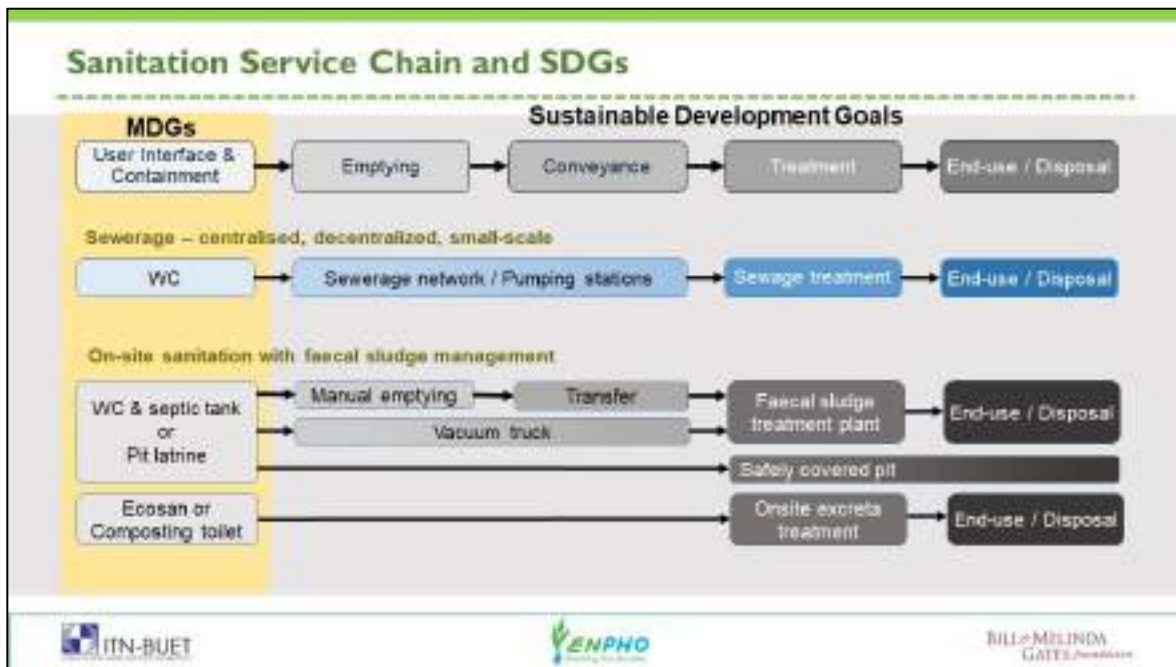 Sanitation Service Chain and SDGs
MDGs
Sustainable Development Goals
User Interface &
Containment
Emptying
Conveyance
Treatment
End-use / Disposal
Sewerage – centralised, decentralized, small-scale
WC
Sewerage network / Pumping stations
Sewage treatment
End-use / Disposal
On-site sanitation with faecal sludge management
WC & septic tank
or
Pit latrine
Manual emptying
Transfer
Vacuum truck
Faecal sludge
treatment plant
End-use / Disposal
Safely covered pit
Ecosan or
Composting toilet
Onsite excreta
treatment
End-use / Disposal
ITN-BUET
ENPHO
BILL & MELINDA
GATES foundation